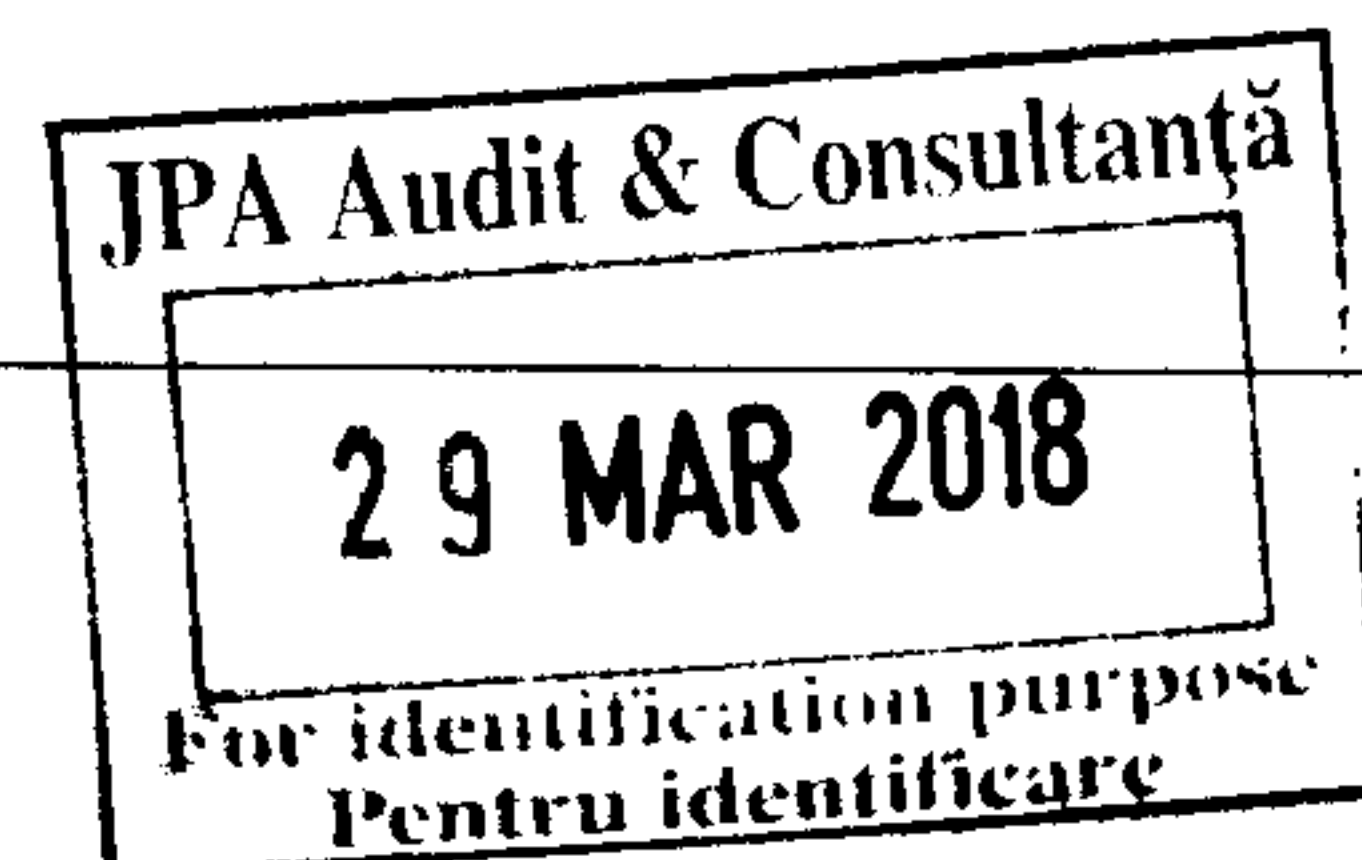 JPA Audit & Consultanță
29 MAR 2018
For identification purpose
Pentru identificare